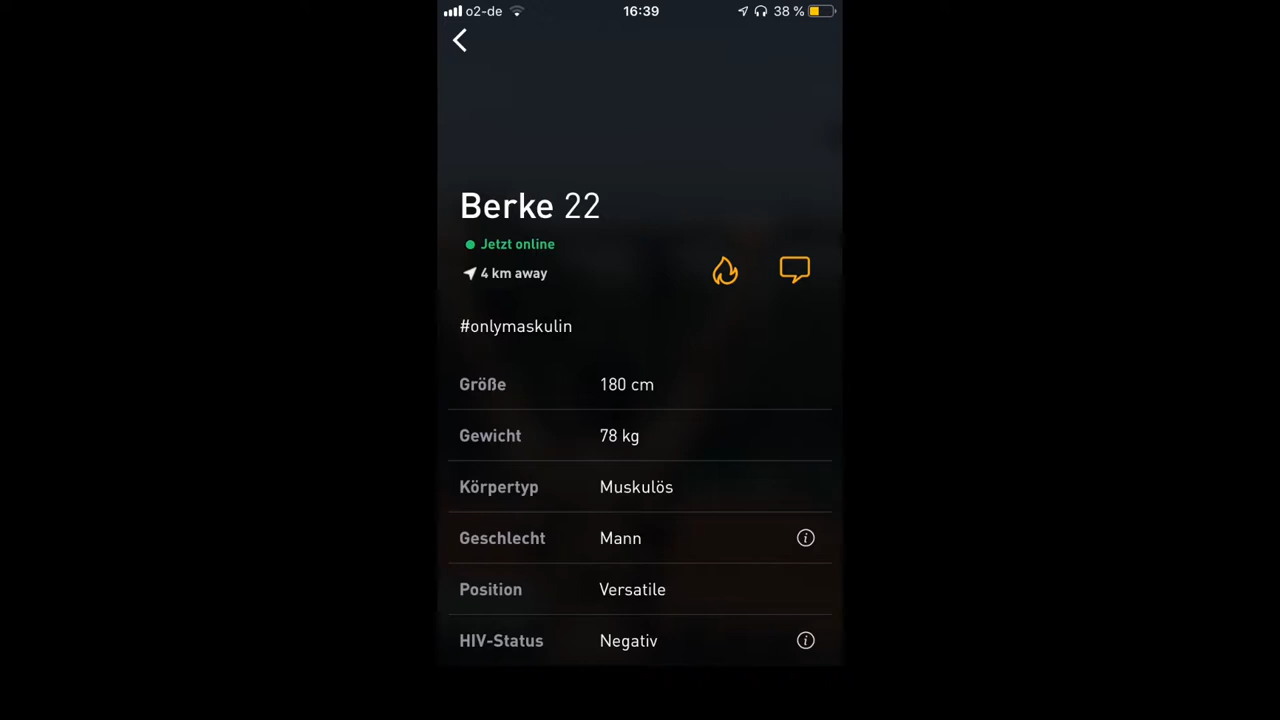 o2-de 16:39 38 %
Berke 22
Jetzt online
4 km away
#onlymaskulin
Größe 180 cm
Gewicht 78 kg
Körpertyp Muskulös
Geschlecht Mann
Position Versatile
HIV-Status Negativ